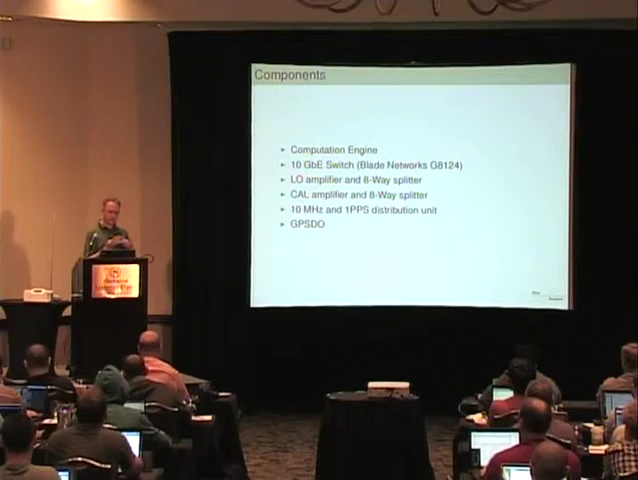 Components
► Computation Engine
► 10 GbE Switch (Blade Networks G8124)
► LO amplifier and 8-Way splitter
► CAL amplifier and 8-Way splitter
► 10 MHz and 1PPS distribution unit
► GPSDO